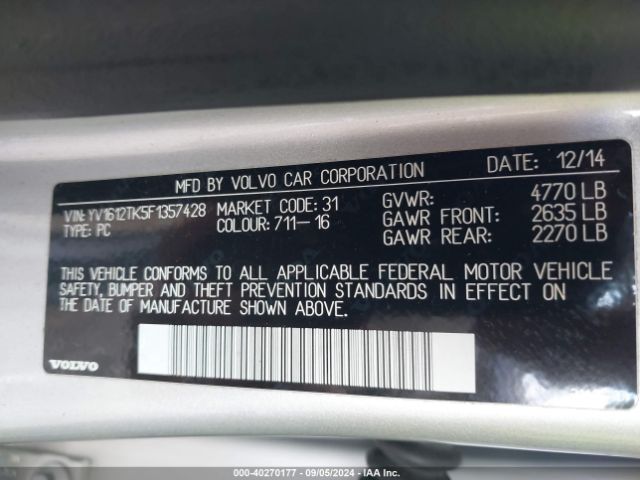 MFD BY VOLVO CAR CORPORATION DATE: 12/14
VIN: YV1612TK5F1357428 MARKET CODE: 31 GVWR: 4770 LB
TYPE: PC COLOUR: 711-16 GAWR FRONT: 2635 LB
GAWR REAR: 2270 LB
THIS VEHICLE CONFORMS TO ALL APPLICABLE FEDERAL MOTOR VEHICLE
SAFETY, BUMPER AND THEFT PREVENTION STANDARDS IN EFFECT ON
THE DATE OF MANUFACTURE SHOWN ABOVE.
VOLVO
000-40270177 - 09/05/2024 - IAA Inc.